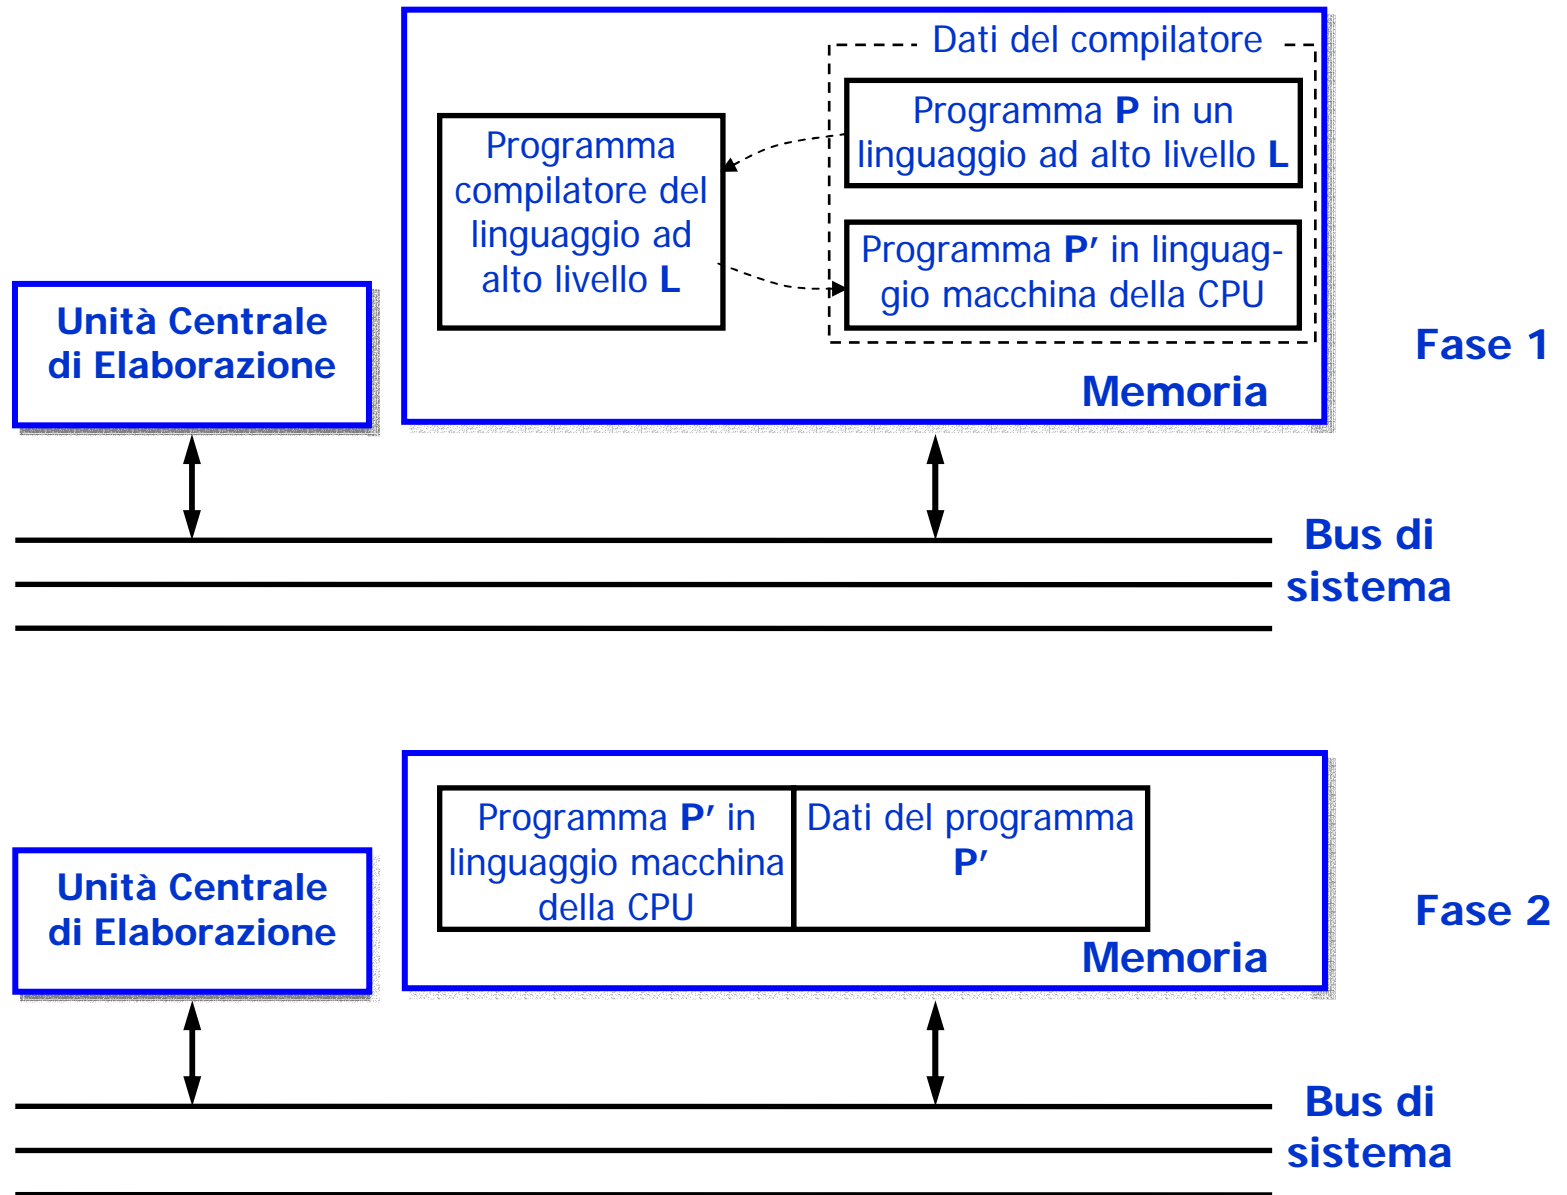 Dati del compilatore
Programma P in un
linguaggio ad alto livello L
Programma
compilatore del
linguaggio ad
alto livello L
Programma P' in linguag-
gio macchina della CPU
Unità Centrale
di Elaborazione
Fase 1
Memoria
Bus di
sistema
Programma P' in
linguaggio macchina
della CPU
Dati del programma
P'
Unità Centrale
di Elaborazione
Fase 2
Memoria
Bus di
sistema